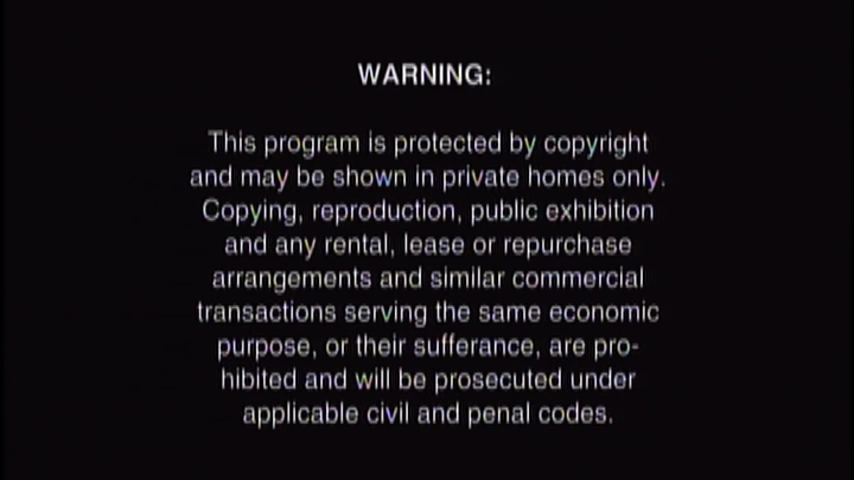 WARNING:
This program is protected by copyright
and may be shown in private homes only.
Copying, reproduction, public exhibition
and any rental, lease or repurchase
arrangements and similar commercial
transactions serving the same economic
purpose, or their sufferance, are pro-
hibited and will be prosecuted under
applicable civil and penal codes.